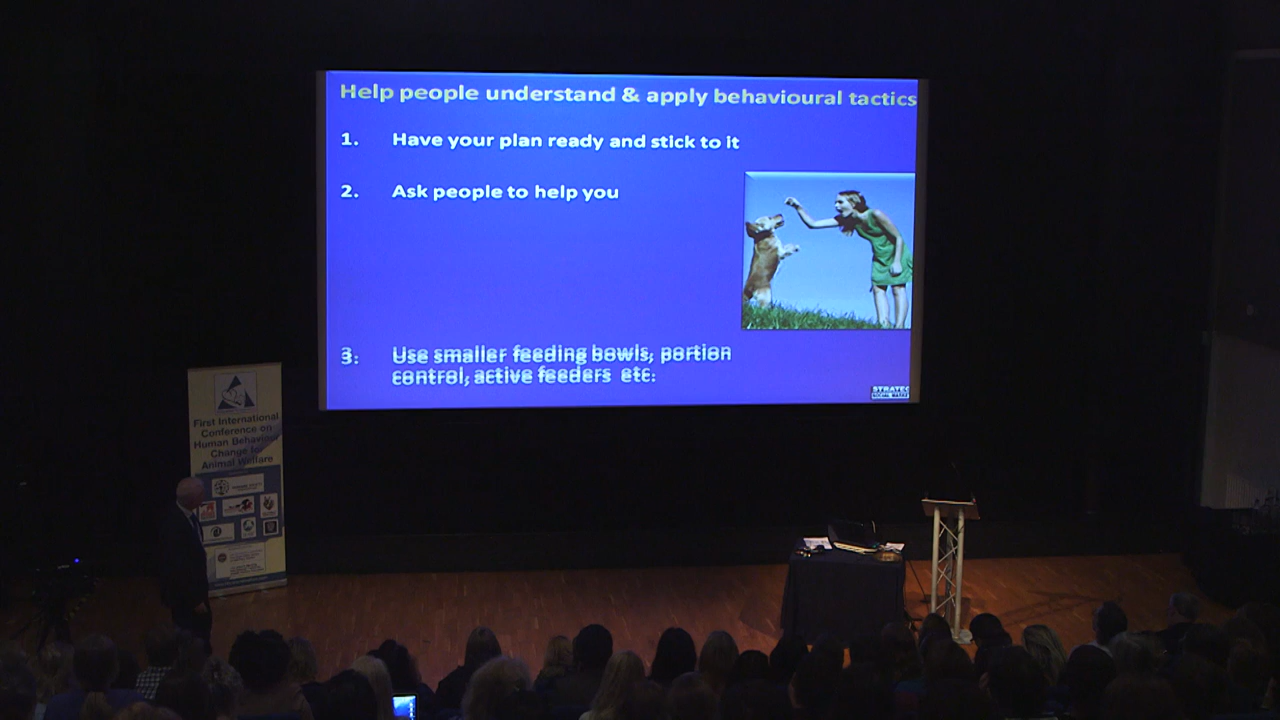 Help people understand & apply behavioural tactics
1. Have your plan ready and stick to it
2. Ask people to help you
3. Use smaller feeding bowls, portion
control, active feeders etc.
STRATEC
First International
Conference on
Human Behaviour
Change for
Animal Welfare